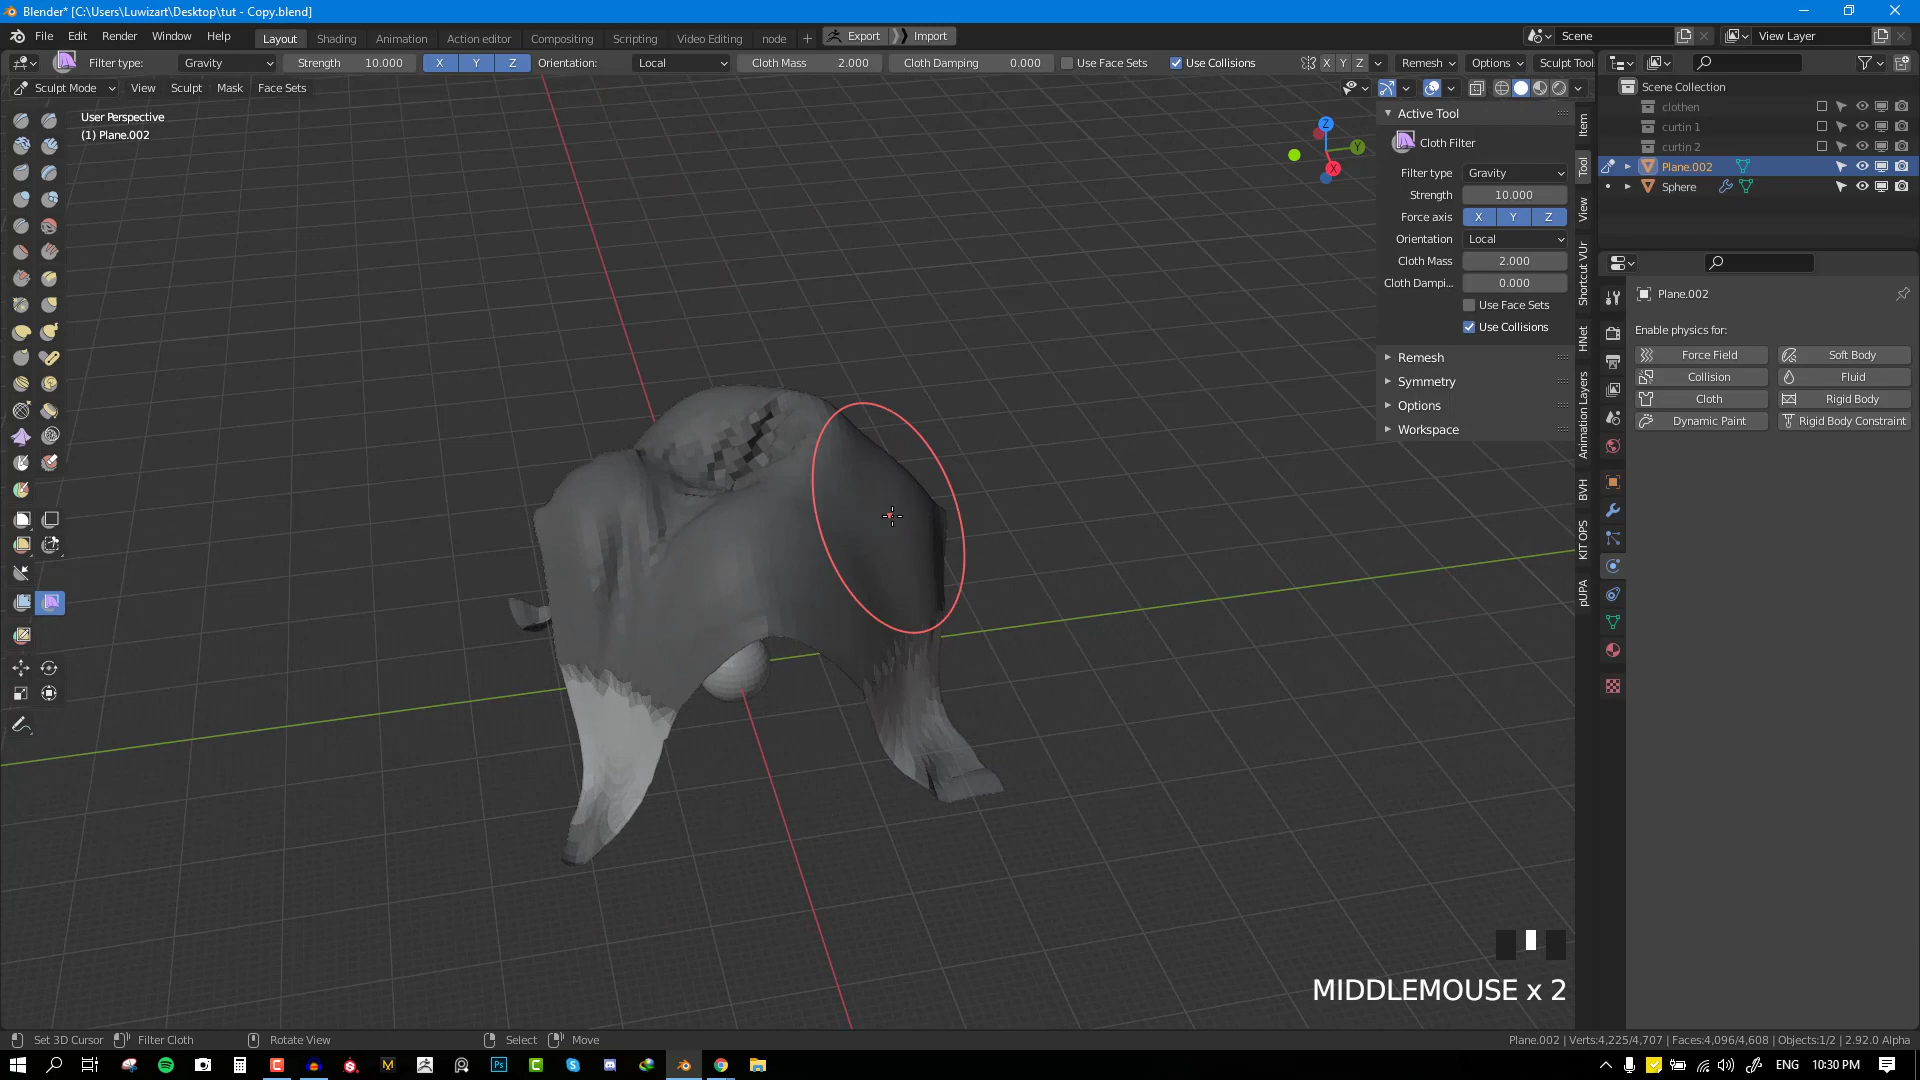 Blender* [C:\Users\Luwizart\Desktop\tut - Copy.blend]
File Edit Render Window Help
Layout Shading Animation Action editor Compositing Scripting Video Editing node + Export Import
Scene View Layer
Filter type: Gravity Strength 10.000 X Y Z Orientation: Local Cloth Mass 2.000 Cloth Damping 0.000 Use Face Sets Use Collisions X Y Z Remesh Options Sculpt Tool
Sculpt Mode View Sculpt Mask Face Sets
User Perspective
(1) Plane.002
Z
Y
X
Active Tool
Cloth Filter
Filter type Gravity
Strength 10.000
Force axis X Y Z
Orientation Local
Cloth Mass 2.000
Cloth Dampi... 0.000
Use Face Sets
Use Collisions
Remesh
Symmetry
Options
Workspace
Item
Tool
View
Shortcut VUr
HNet
Animation Layers
BVH
KIT OPS
pUPA
Scene Collection
clothen
curtin 1
curtin 2
Plane.002
Sphere
Plane.002
Enable physics for:
Force Field Soft Body
Collision Fluid
Cloth Rigid Body
Dynamic Paint Rigid Body Constraint
MIDDLEMOUSE x 2
Set 3D Cursor Filter Cloth Rotate View Select Move
Plane.002 | Verts:4,225/4,707 | Faces:4,096/4,608 | Objects:1/2 | 2.92.0 Alpha
ENG 10:30 PM